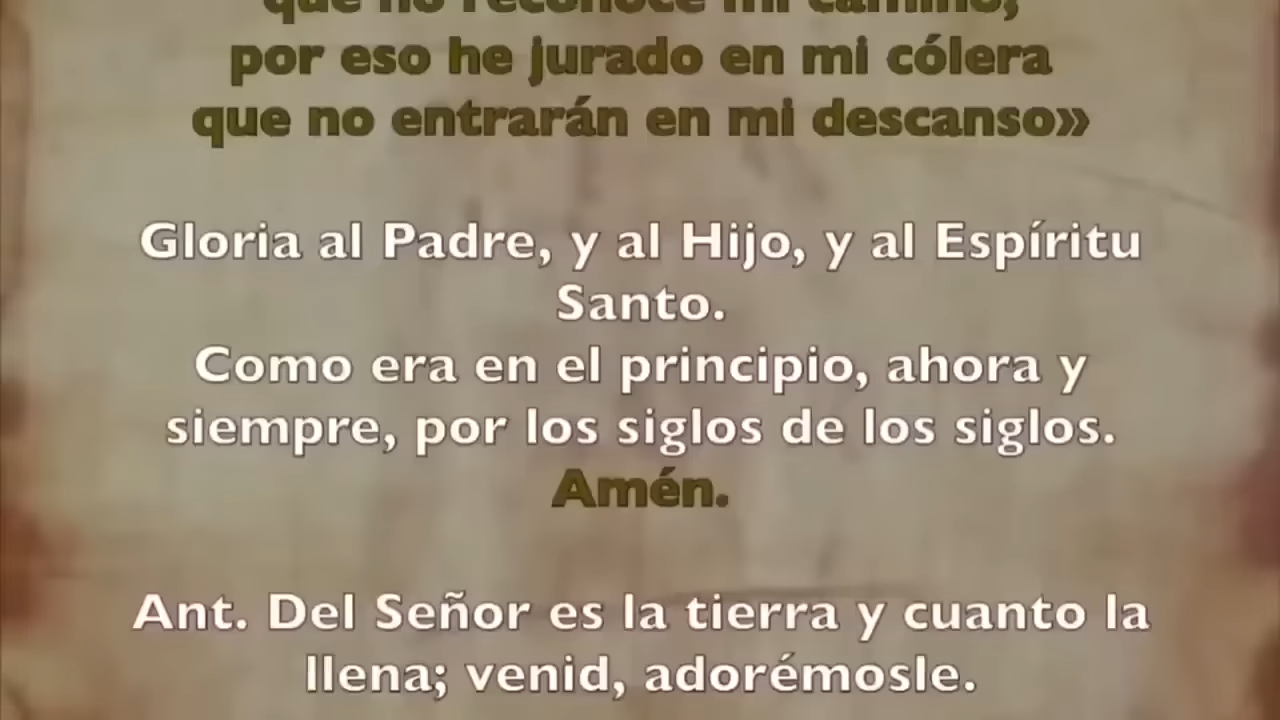 que no reconoce mi camino,
por eso he jurado en mi cólera
que no entrarán en mi descanso»
Gloria al Padre, y al Hijo, y al Espíritu
Santo.
Como era en el principio, ahora y
siempre, por los siglos de los siglos.
Amén.
Ant. Del Señor es la tierra y cuanto la
llena; venid, adorémosle.